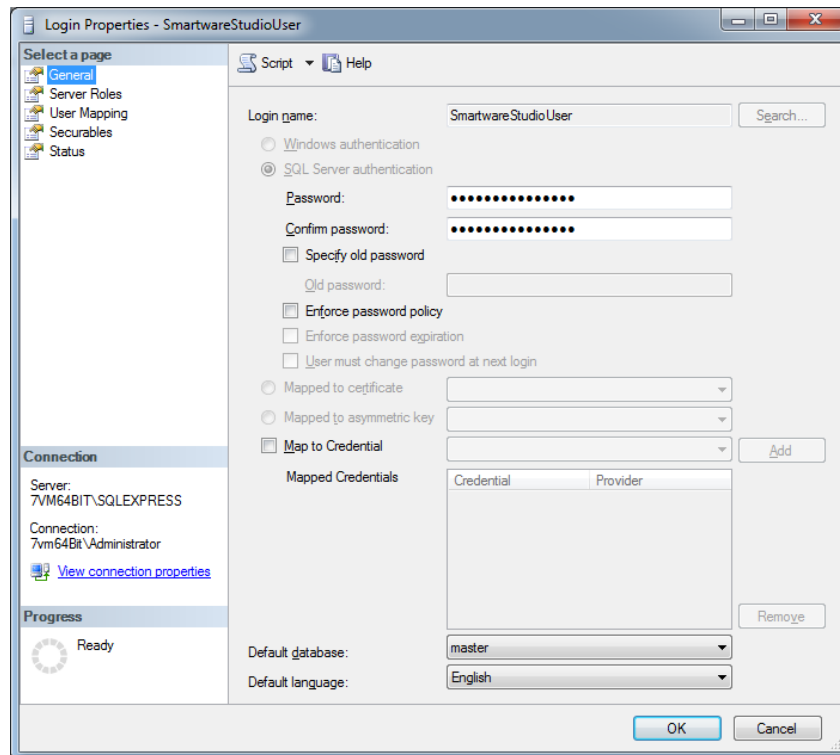 Login Properties - SmartwareStudioUser
Select a page
General
Server Roles
User Mapping
Securables
Status
Script Help
Login name: SmartwareStudioUser Search...
Windows authentication
SQL Server authentication
Password: ●●●●●●●●●●●●●●●
Confirm password: ●●●●●●●●●●●●●●●
Specify old password
Old password:
Enforce password policy
Enforce password expiration
User must change password at next login
Mapped to certificate
Mapped to asymmetric key
Map to Credential Add
Mapped Credentials Credential Provider
Remove
Default database: master
Default language: English
Connection
Server:
7VM64BIT\SQLEXPRESS
Connection:
7vm64Bit\Administrator
View connection properties
Progress
Ready
OK Cancel